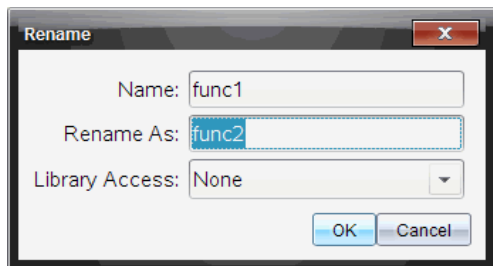 Rename
Name: func1
Rename As: func2
Library Access: None
OK Cancel